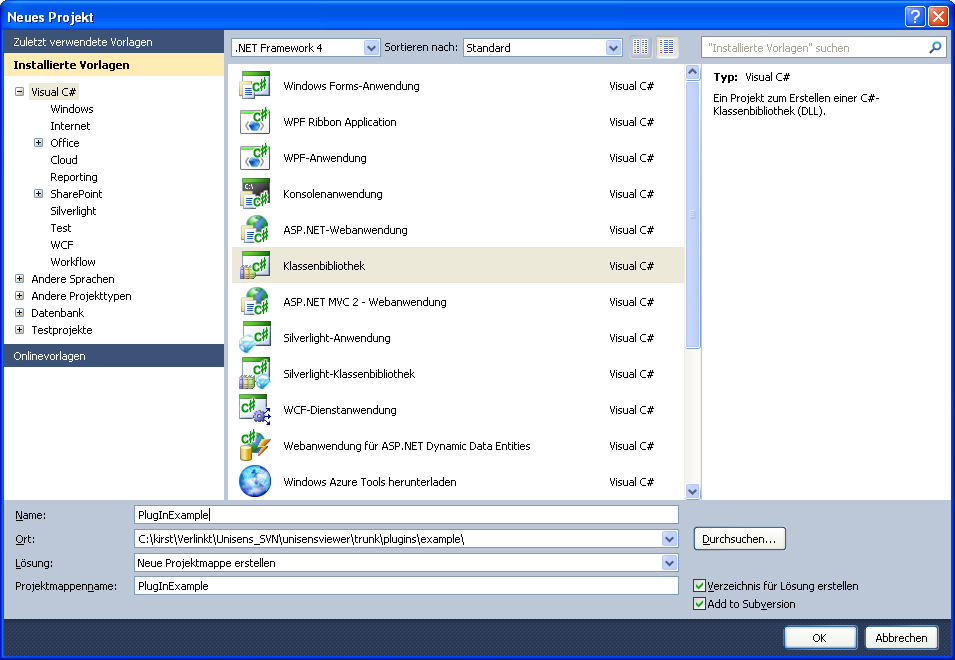 Neues Projekt
Zuletzt verwendete Vorlagen
Installierte Vorlagen
Visual C#
Windows
Internet
Office
Cloud
Reporting
SharePoint
Silverlight
Test
WCF
Workflow
Andere Sprachen
Andere Projekttypen
Datenbank
Testprojekte
Onlinevorlagen
.NET Framework 4 Sortieren nach: Standard
Windows Forms-Anwendung Visual C#
WPF Ribbon Application Visual C#
WPF-Anwendung Visual C#
Konsolenanwendung Visual C#
ASP.NET-Webanwendung Visual C#
Klassenbibliothek Visual C#
ASP.NET MVC 2 - Webanwendung Visual C#
Silverlight-Anwendung Visual C#
Silverlight-Klassenbibliothek Visual C#
WCF-Dienstanwendung Visual C#
Webanwendung für ASP.NET Dynamic Data Entities Visual C#
Windows Azure Tools herunterladen Visual C#
"Installierte Vorlagen" suchen
Typ: Visual C#
Ein Projekt zum Erstellen einer C#-
Klassenbibliothek (DLL).
Name: PlugInExample
Ort: C:\kirst\Verlinkt\Unisens_SVN\unisensviewer\trunk\plugins\example\ Durchsuchen...
Lösung: Neue Projektmappe erstellen
Projektmappenname: PlugInExample
Verzeichnis für Lösung erstellen
Add to Subversion
OK Abbrechen